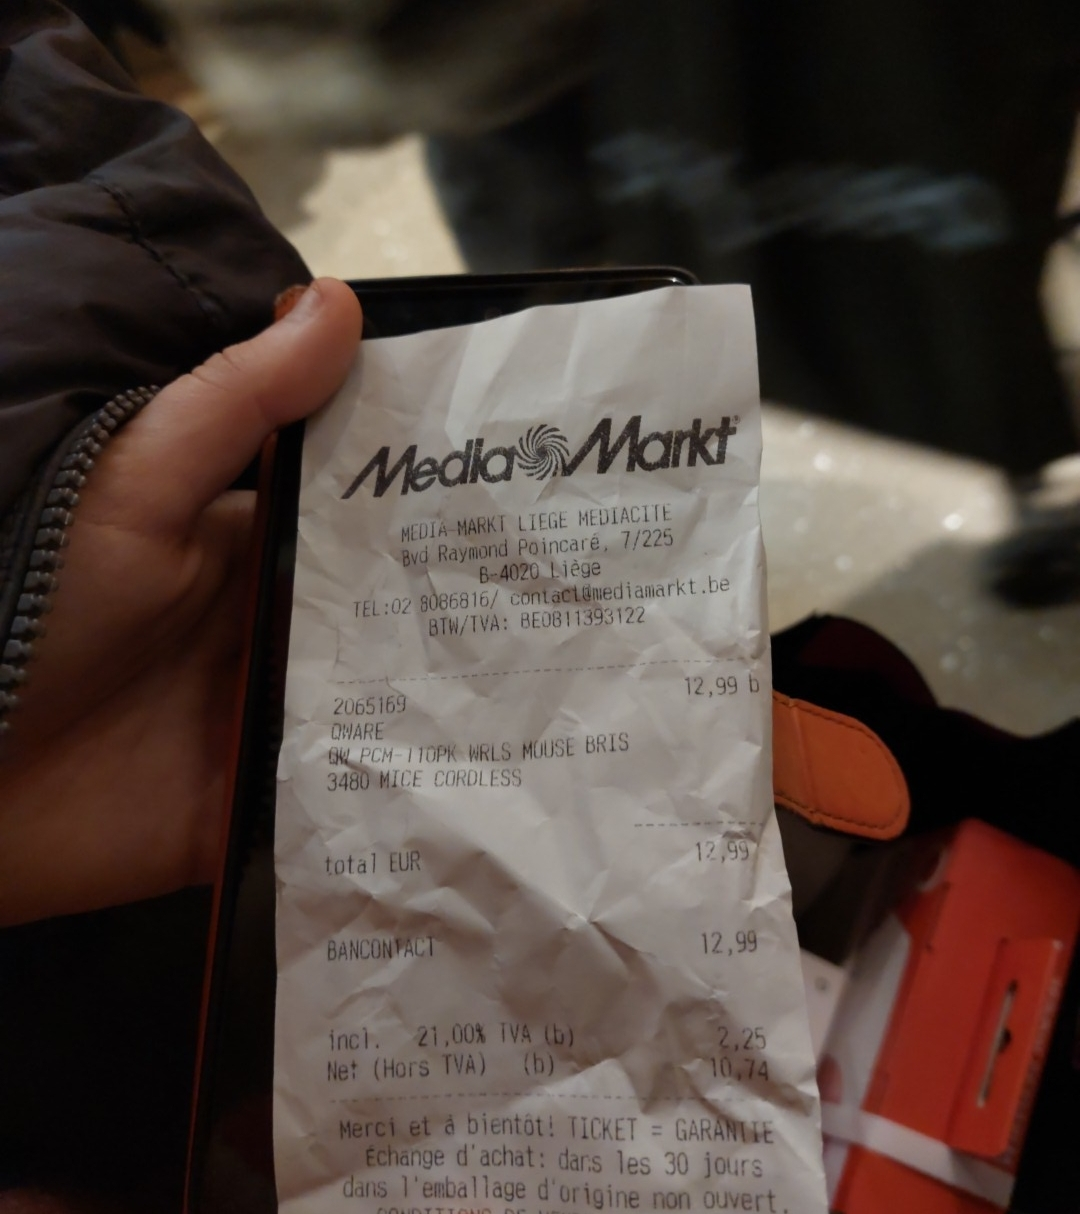 Media Markt®
MEDIA MARKT LIEGE MEDIACITE
Bvd Raymond Poincaré, 7/225
B-4020 Liège
TEL:02 8086816/ contact@mediamarkt.be
BTW/TVA: BE0811393122
2065169 12,99 b
QWARE
QW PCM-110PK WRLS MOUSE BRIS
3480 MICE CORDLESS
total EUR 12,99
BANCONTACT 12,99
incl. 21,00% TVA (b) 2,25
Net (Hors TVA) (b) 10,74
Merci et à bientôt! TICKET = GARANTIE
Échange d'achat: dans les 30 jours
dans l'emballage d'origine non ouvert.